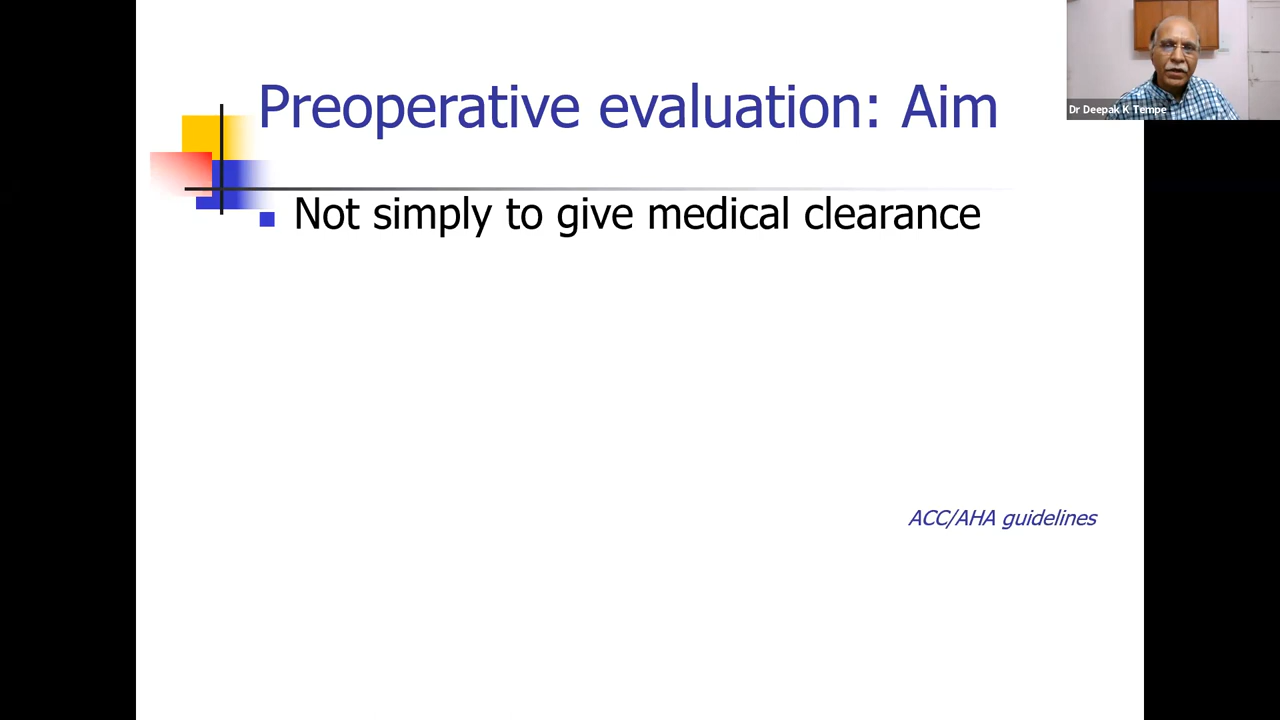 Preoperative evaluation: Aim
Dr Deepak K Tempe
Not simply to give medical clearance
ACC/AHA guidelines